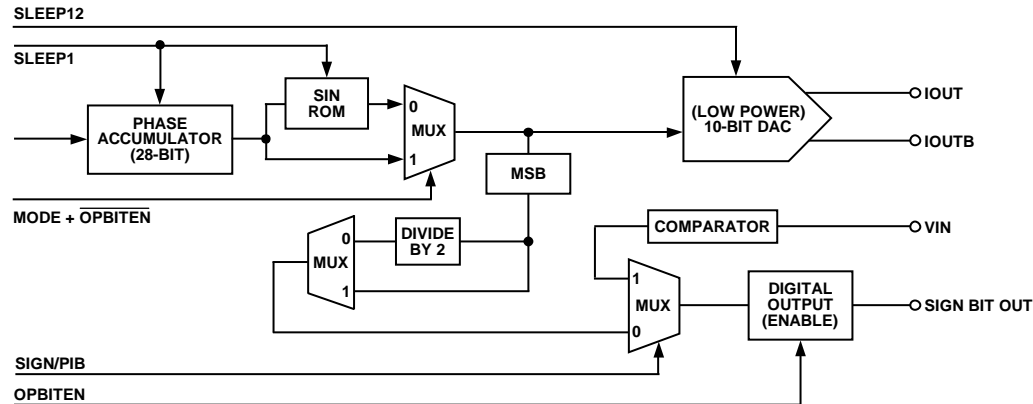 SLEEP12
SLEEP1
SIN
ROM
0
MUX
1
PHASE
ACCUMULATOR
(28-BIT)
(LOW POWER)
10-BIT DAC
IOUT
IOUTB
MSB
MODE + OPBITEN
DIVIDE
BY 2
0
MUX
1
COMPARATOR
VIN
1
MUX
0
DIGITAL
OUTPUT
(ENABLE)
SIGN BIT OUT
SIGN/PIB
OPBITEN